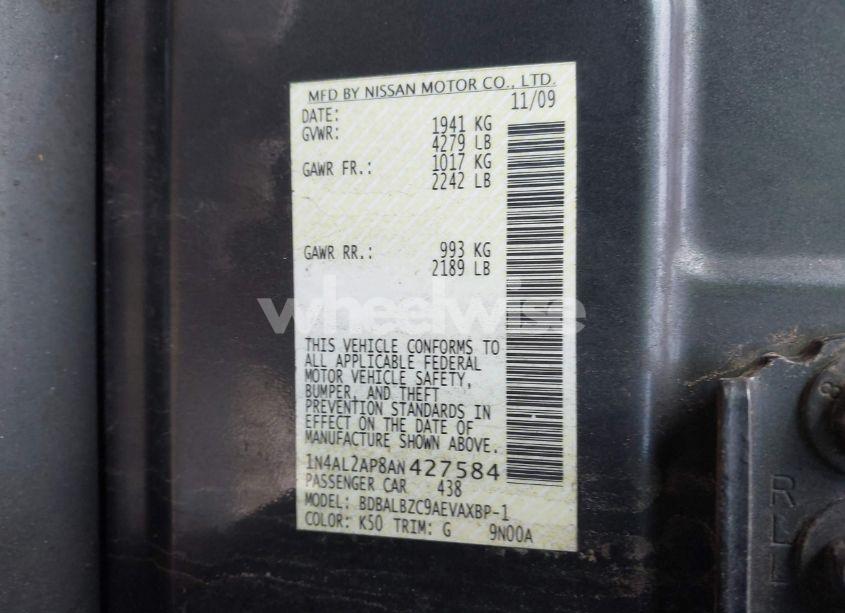 MFD BY NISSAN MOTOR CO., LTD.
DATE: 11/09
GVWR: 1941 KG
4279 LB
GAWR FR.: 1017 KG
2242 LB
GAWR RR.: 993 KG
2189 LB
wheelwise
THIS VEHICLE CONFORMS TO
ALL APPLICABLE FEDERAL
MOTOR VEHICLE SAFETY,
BUMPER, AND THEFT
PREVENTION STANDARDS IN
EFFECT ON THE DATE OF
MANUFACTURE SHOWN ABOVE.
1N4AL2AP8AN427584
PASSENGER CAR 438
MODEL: BDBALBZC9AEVAXBP-1
COLOR: K50 TRIM: G 9N00A
8
RLL